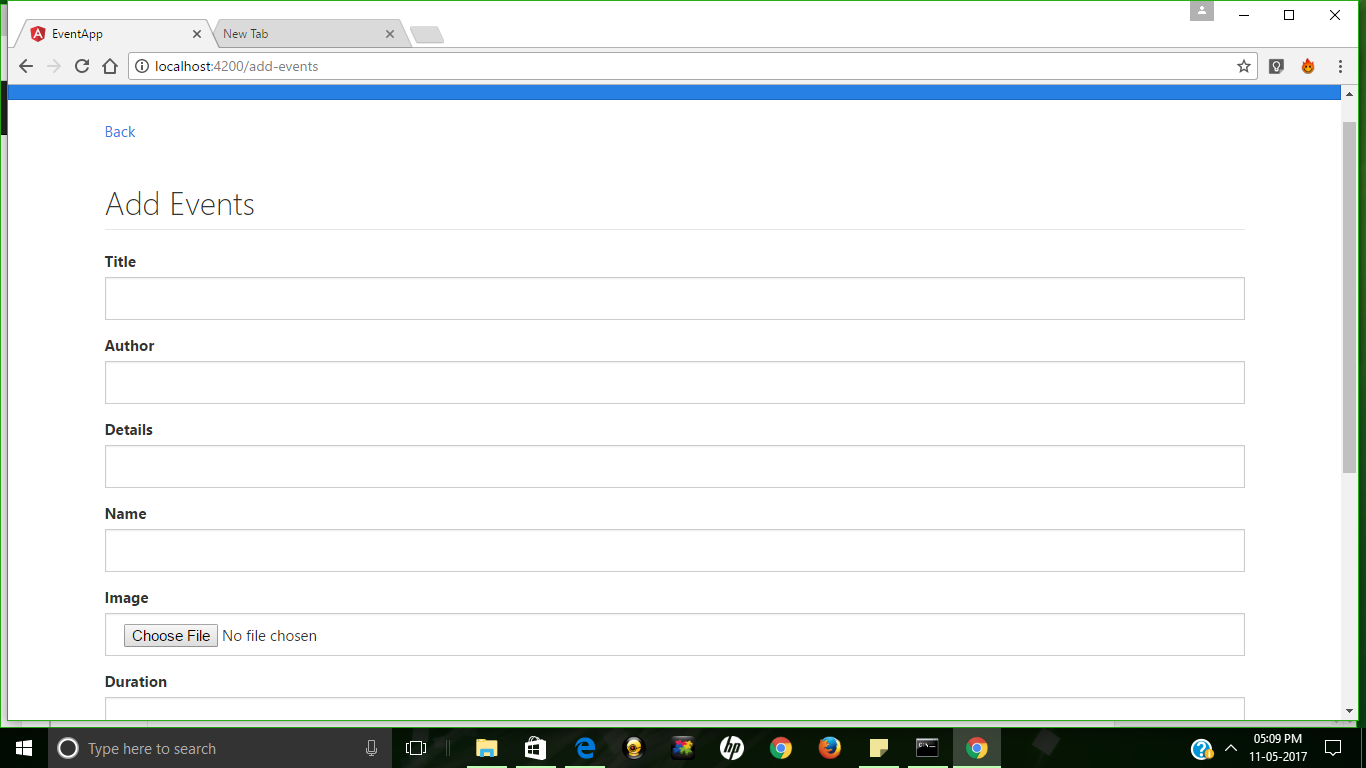 EventApp
New Tab
localhost:4200/add-events
Back
Add Events
Title
Author
Details
Name
Image
Choose File No file chosen
Duration
Type here to search
hp
05:09 PM
11-05-2017